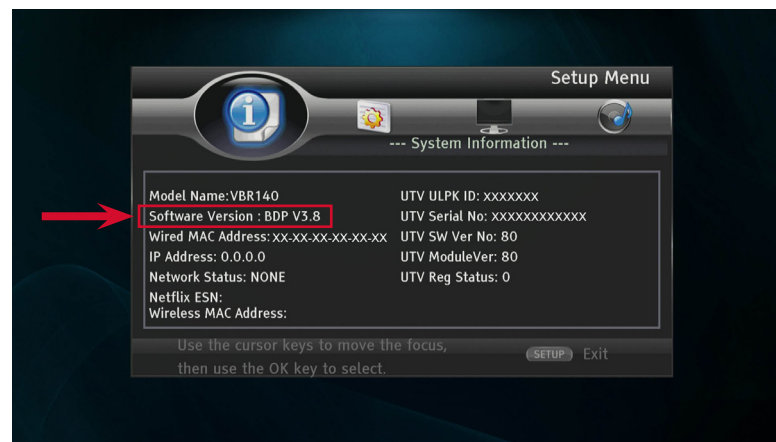 Setup Menu
--- System Information ---
Model Name:VBR140
Software Version : BDP V3.8
Wired MAC Address: XX-XX-XX-XX-XX-XX
IP Address: 0.0.0.0
Network Status: NONE
Netflix ESN:
Wireless MAC Address:
UTV ULPK ID: XXXXXXX
UTV Serial No: XXXXXXXXXXXX
UTV SW Ver No: 80
UTV ModuleVer: 80
UTV Reg Status: 0
Use the cursor keys to move the focus,
then use the OK key to select.
SETUP Exit